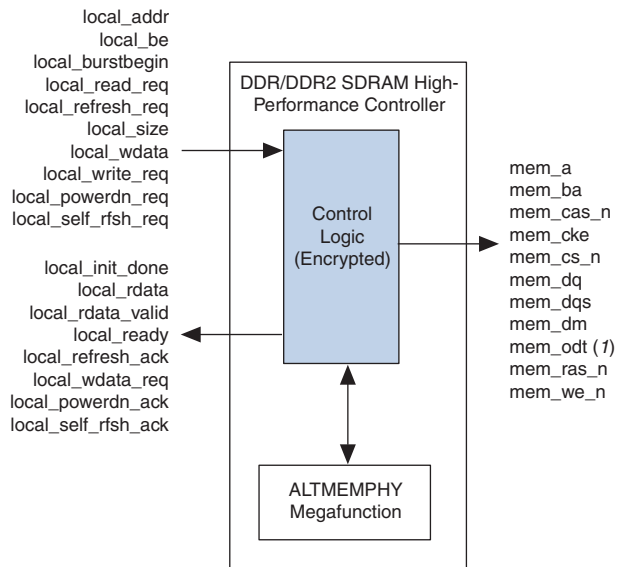 local_addr
local_be
local_burstbegin
local_read_req
local_refresh_req
local_size
local_wdata
local_write_req
local_powerdn_req
local_self_rfsh_req
local_init_done
local_rdata
local_rdata_valid
local_ready
local_refresh_ack
local_wdata_req
local_powerdn_ack
local_self_rfsh_ack
DDR/DDR2 SDRAM High-
Performance Controller
Control
Logic
(Encrypted)
ALTMEMPHY
Megafunction
mem_a
mem_ba
mem_cas_n
mem_cke
mem_cs_n
mem_dq
mem_dqs
mem_dm
mem_odt (1)
mem_ras_n
mem_we_n